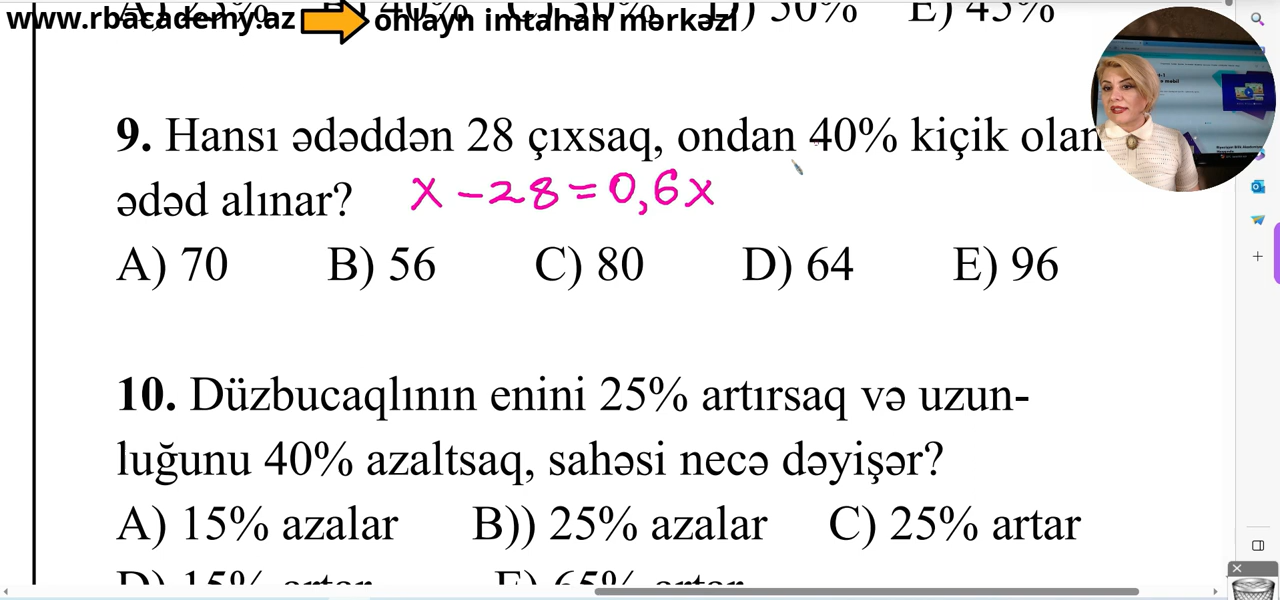 www.rbacademy.az onlayn imtahan mərkəzi
9. Hansı ədəddən 28 çıxsaq, ondan 40% kiçik olan
ədəd alınar? x - 28 = 0,6x
A) 70 B) 56 C) 80 D) 64 E) 96
10. Düzbucaqlının enini 25% artırsaq və uzun-
luğunu 40% azaltsaq, sahəsi necə dəyişər?
A) 15% azalar B)) 25% azalar C) 25% artar